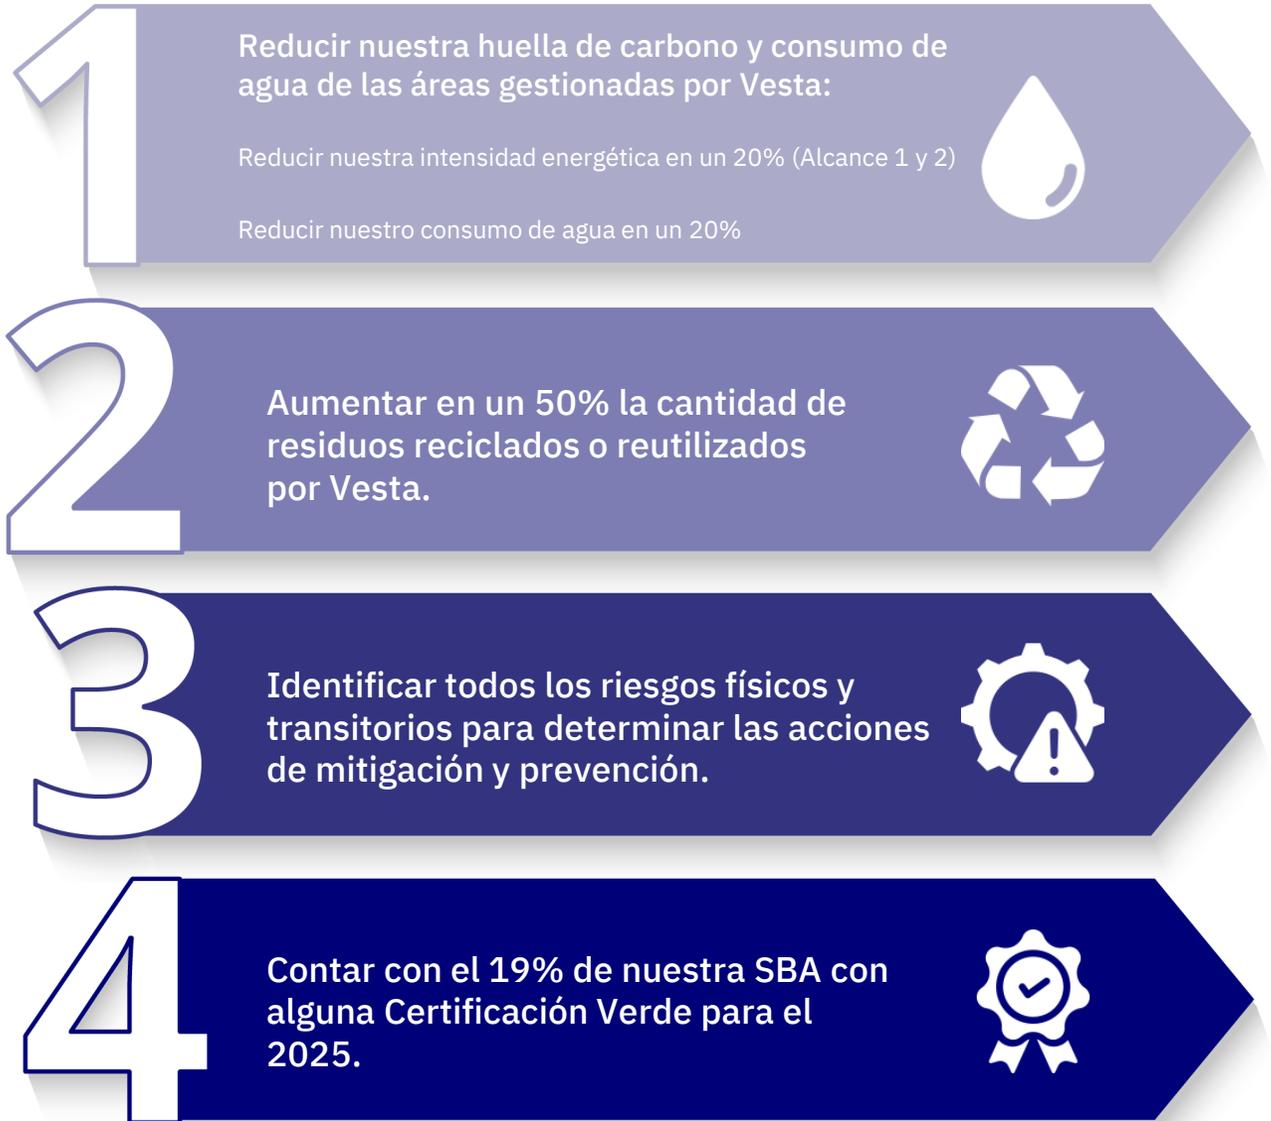 1
Reducir nuestra huella de carbono y consumo de
agua de las áreas gestionadas por Vesta:
Reducir nuestra intensidad energética en un 20% (Alcance 1 y 2)
Reducir nuestro consumo de agua en un 20%
2
Aumentar en un 50% la cantidad de
residuos reciclados o reutilizados
por Vesta.
3
Identificar todos los riesgos físicos y
transitorios para determinar las acciones
de mitigación y prevención.
4
Contar con el 19% de nuestra SBA con
alguna Certificación Verde para el
2025.